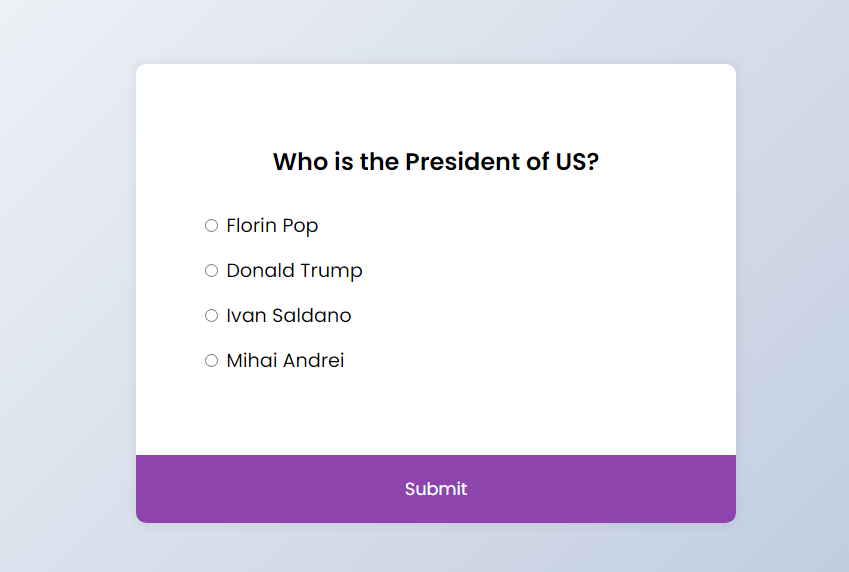 Who is the President of US?
Florin Pop
Donald Trump
Ivan Saldano
Mihai Andrei
Submit